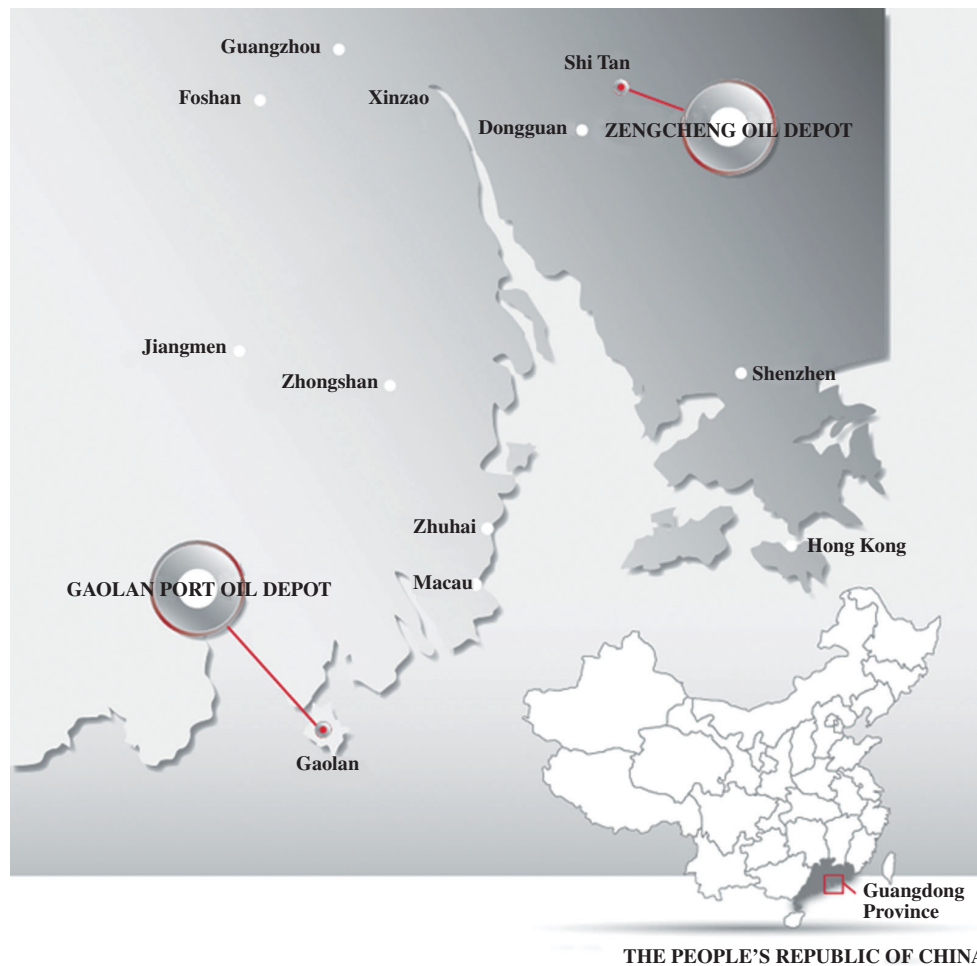 Guangzhou
Shi Tan
Foshan
Xinzao
Dongguan
ZENGCHENG OIL DEPOT
Jiangmen
Zhongshan
Shenzhen
Zhuhai
Hong Kong
Macau
GAOLAN PORT OIL DEPOT
Gaolan
Guangdong
Province
THE PEOPLE'S REPUBLIC OF CHINA